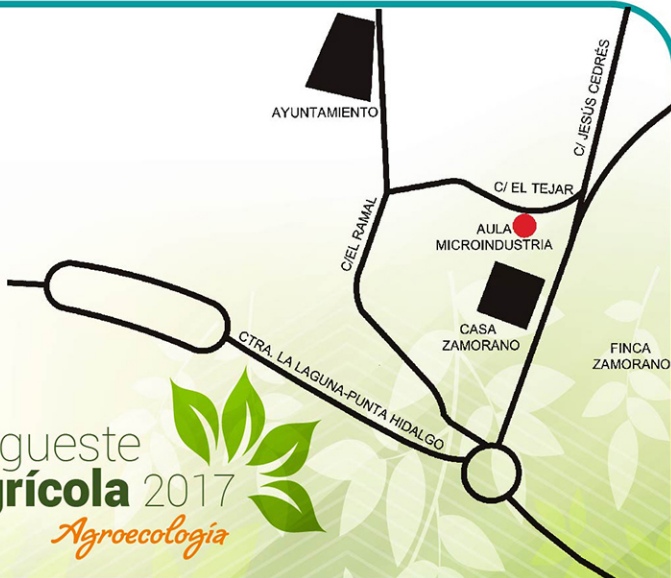 AYUNTAMIENTO
C/ JESÚS CEDRÉS
C/ EL TEJAR
C/EL RAMAL
AULA
MICROINDUSTRIA
CASA
ZAMORANO
FINCA
ZAMORANO
CTRA. LA LAGUNA-PUNTA HIDALGO
gueste
grícola 2017
Agroecología